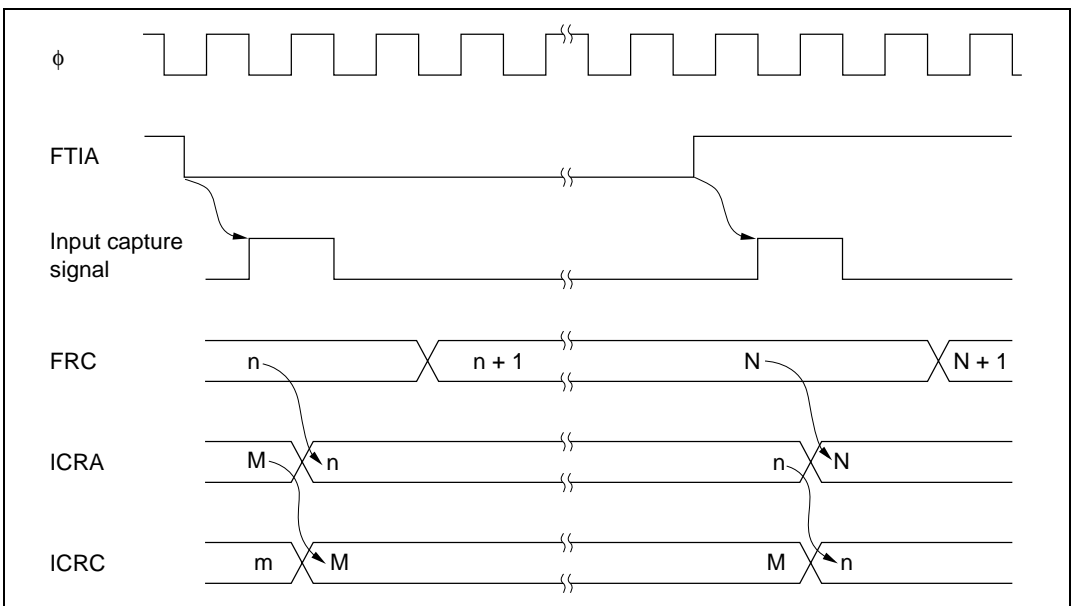 ϕ
FTIA
Input capture
signal
FRC n n + 1 N N + 1
ICRA M n n N
ICRC m M M n